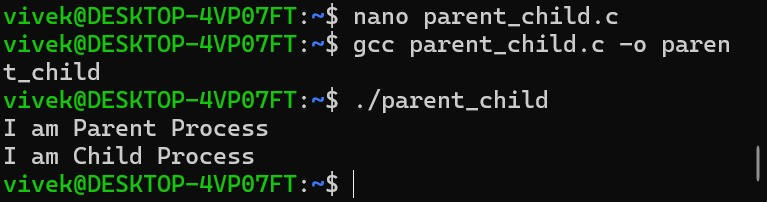 vivek@DESKTOP-4VP07FT:~$ nano parent_child.c
vivek@DESKTOP-4VP07FT:~$ gcc parent_child.c -o paren
t_child
vivek@DESKTOP-4VP07FT:~$ ./parent_child
I am Parent Process
I am Child Process
vivek@DESKTOP-4VP07FT:~$